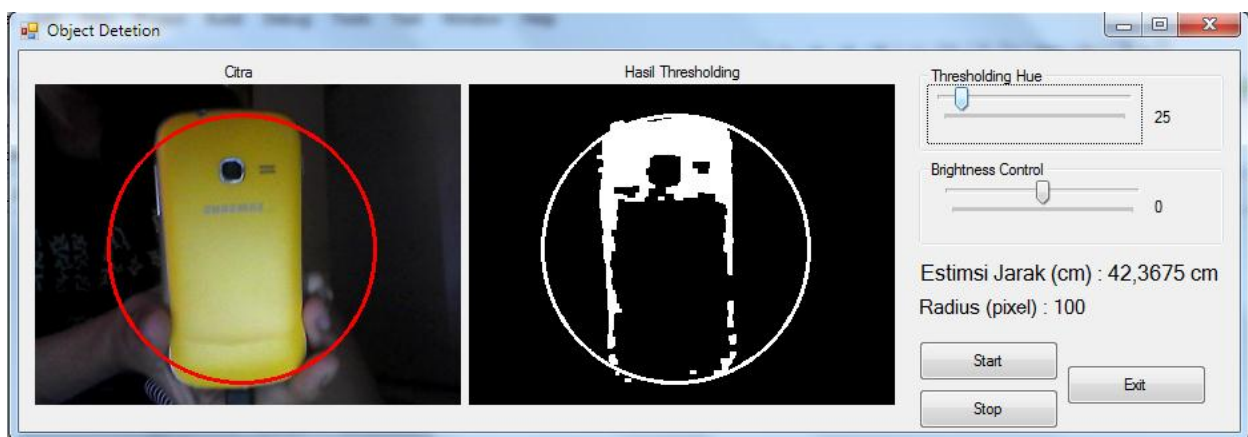 Object Detetion
Citra
Hasil Thresholding
Thresholding Hue
25
Brightness Control
0
Estimsi Jarak (cm) : 42,3675 cm
Radius (pixel) : 100
Start
Exit
Stop